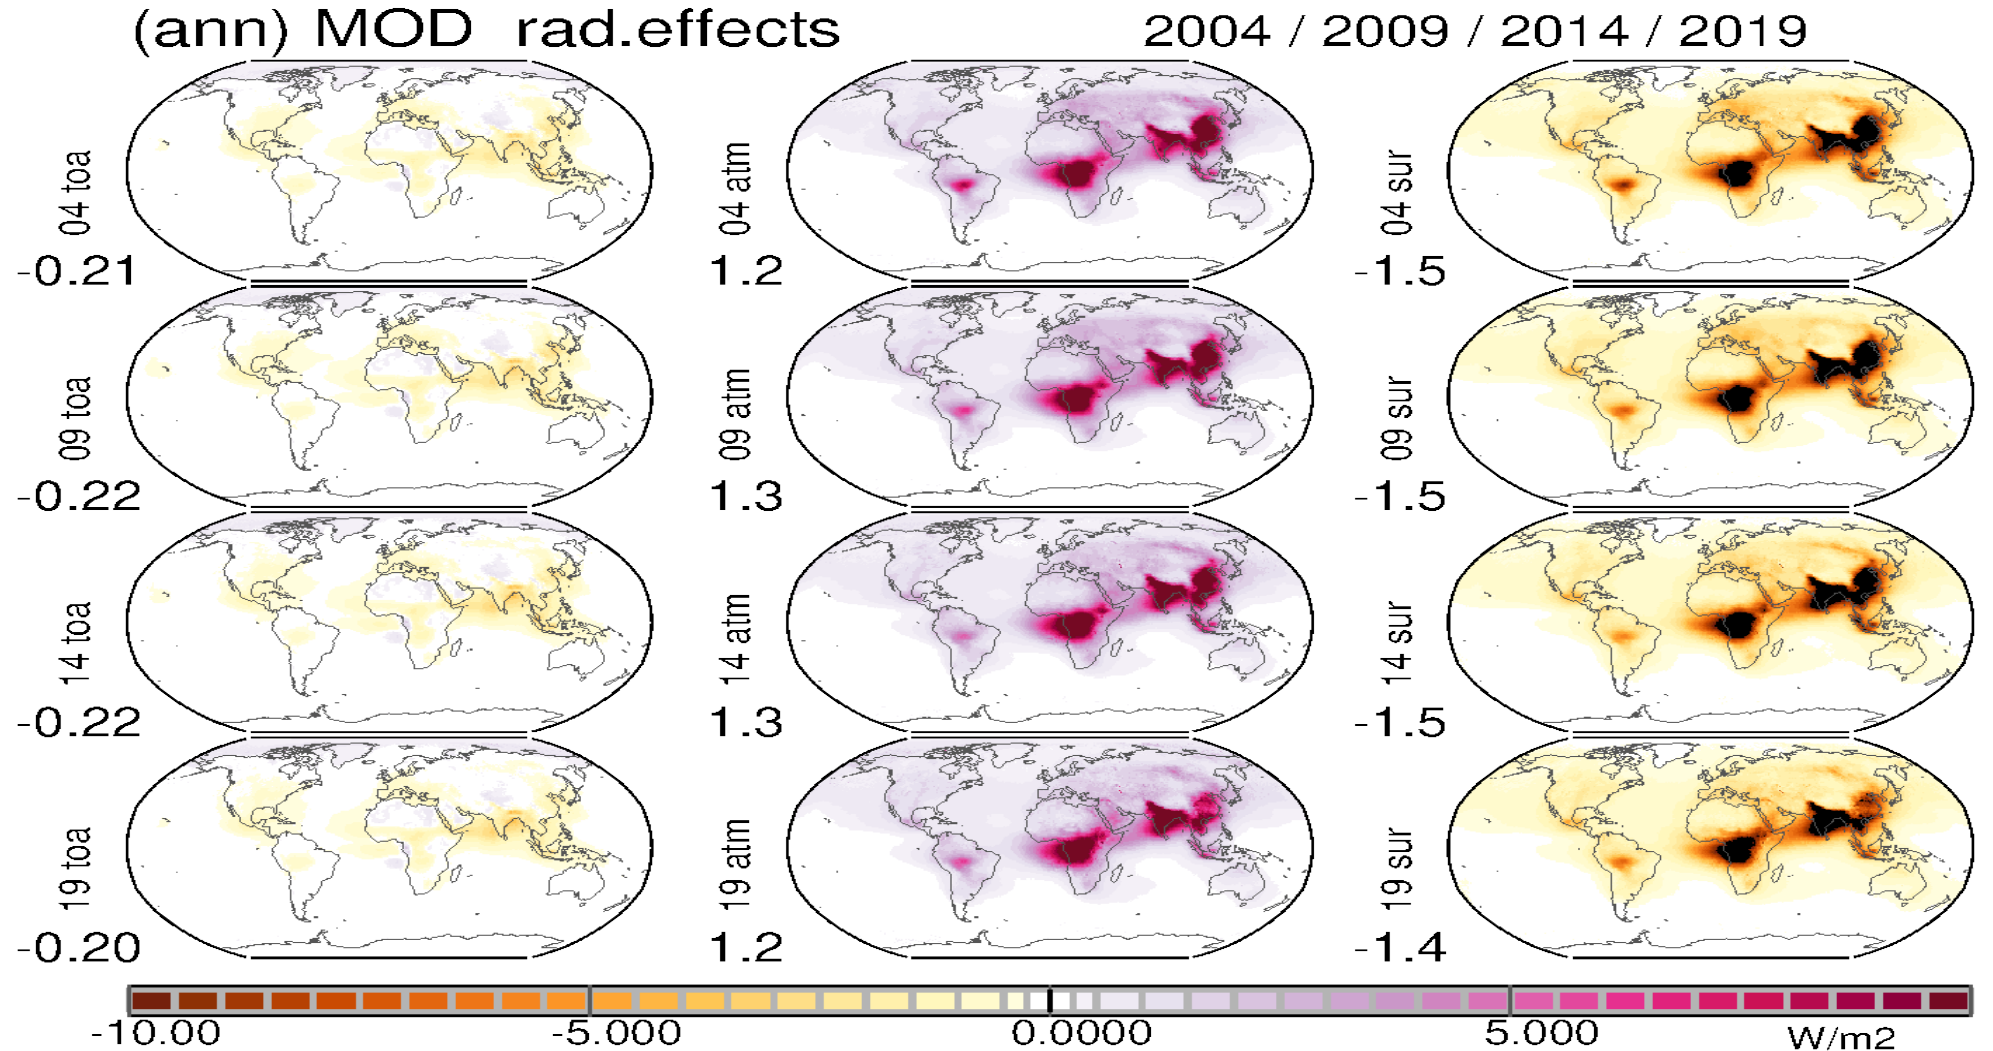 (ann) MOD rad.effects 2004 / 2009 / 2014 / 2019
04 toa -0.21 04 atm 1.2 04 sur -1.5
09 toa -0.22 09 atm 1.3 09 sur -1.5
14 toa -0.22 14 atm 1.3 14 sur -1.5
19 toa -0.20 19 atm 1.2 19 sur -1.4
-10.00 -5.000 0.0000 5.000 W/m2